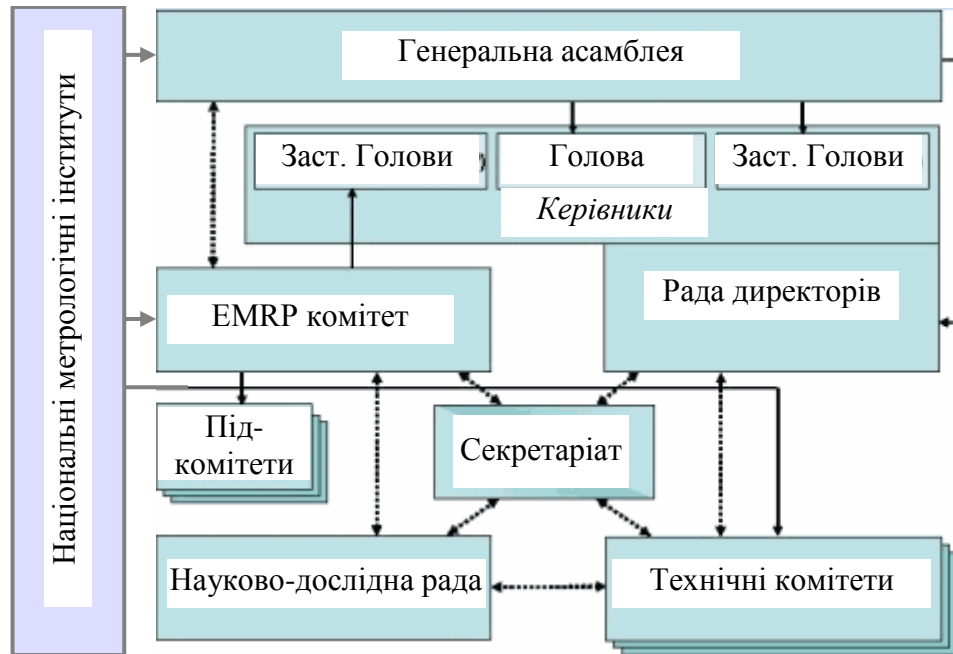 Національні метрологічні інститути
Генеральна асамблея
Заст. Голови
Голова
Заст. Голови
Керівники
EMRP комітет
Рада директорів
Під-
комітети
Секретаріат
Науково-дослідна рада
Технічні комітети